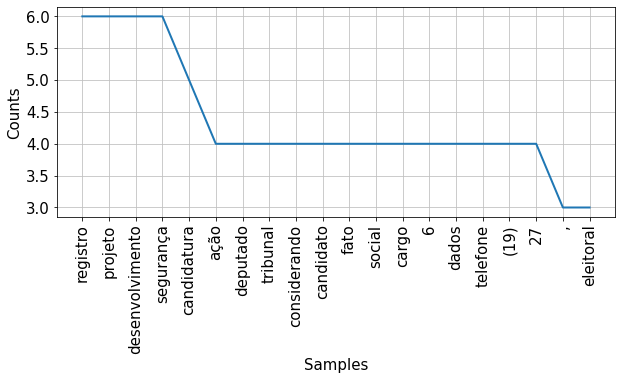 6.0
5.5
5.0
4.5
4.0
3.5
3.0
Counts
registro
projeto
desenvolvimento
segurança
candidatura
ação
deputado
tribunal
considerando
candidato
fato
social
cargo
6
dados
telefone
(19)
27
,
eleitoral
Samples